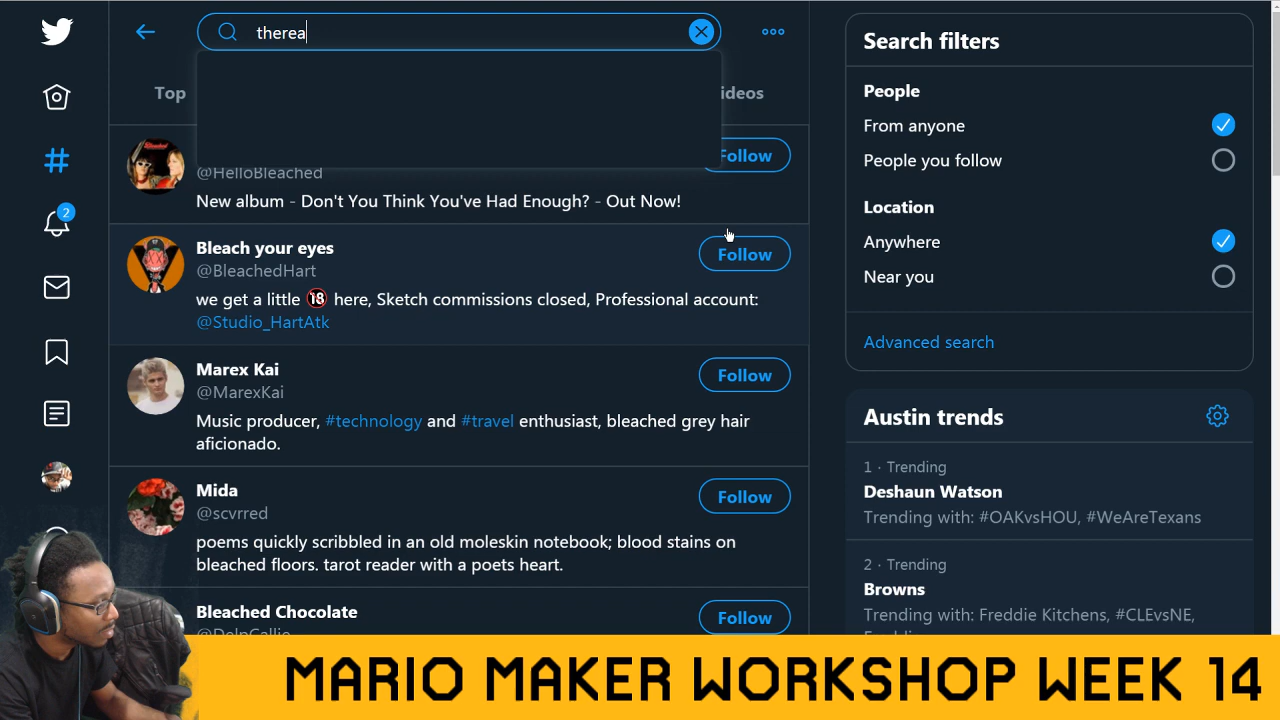 therea
Top
ideos
@HelloBleached
Follow
New album - Don't You Think You've Had Enough? - Out Now!
Bleach your eyes
@BleachedHart
Follow
we get a little 🔞 here, Sketch commissions closed, Professional account:
@Studio_HartAtk
Marex Kai
@MarexKai
Follow
Music producer, #technology and #travel enthusiast, bleached grey hair
aficionado.
Mida
@scvrred
Follow
poems quickly scribbled in an old moleskin notebook; blood stains on
bleached floors. tarot reader with a poets heart.
Bleached Chocolate
Follow
2
Search filters
People
From anyone
People you follow
Location
Anywhere
Near you
Advanced search
Austin trends
1 · Trending
Deshaun Watson
Trending with: #OAKvsHOU, #WeAreTexans
2 · Trending
Browns
Trending with: Freddie Kitchens, #CLEvsNE,
MARIO MAKER WORKSHOP WEEK 14